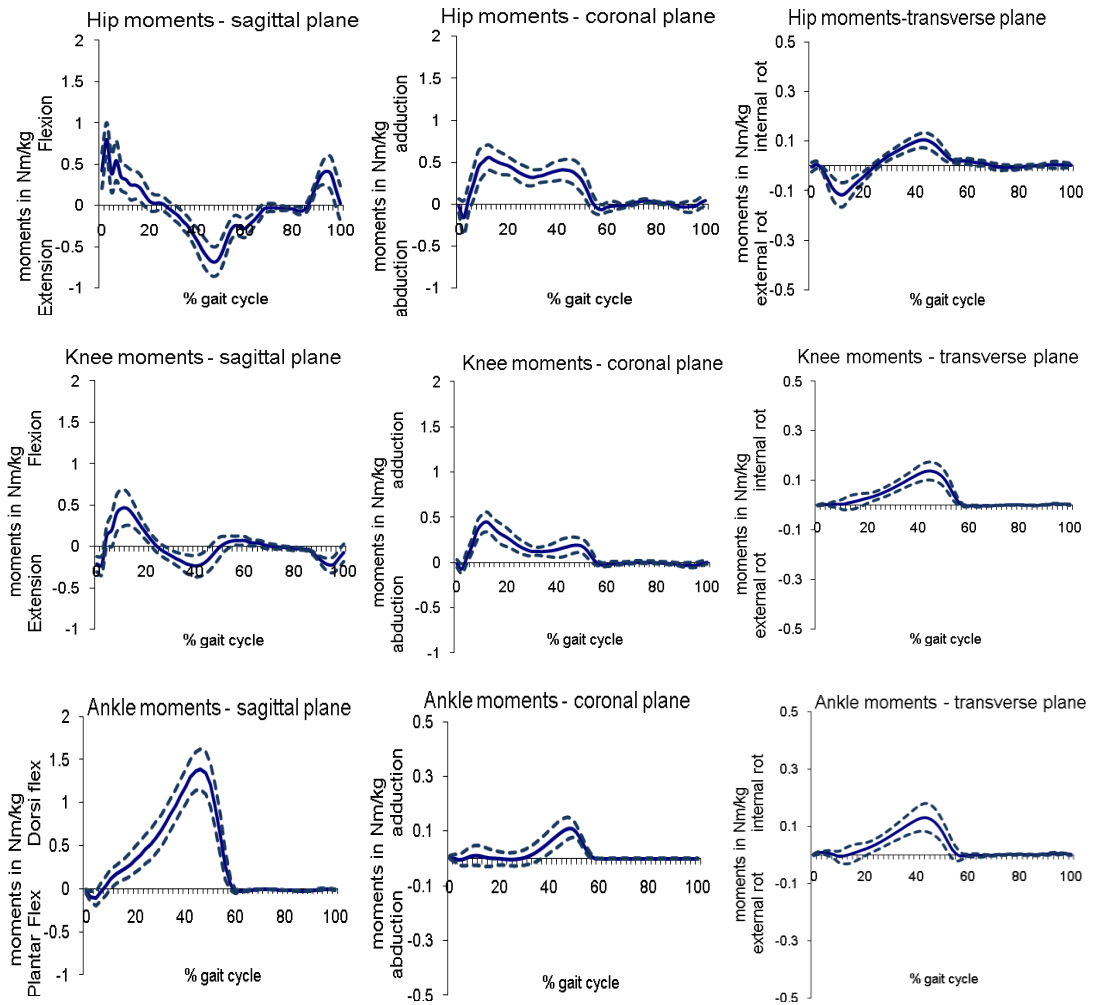 Hip moments - sagittal plane
2
1.5
1
0.5
0
-0.5
-1
0 20 40 60 80 100
moments in Nm/kg
Extension Flexion
% gait cycle
Hip moments - coronal plane
2
1.5
1
0.5
0
-0.5
-1
0 20 40 60 80 100
moments in Nm/kg
abduction adduction
% gait cycle
Hip moments-transverse plane
0.5
0.3
0.1
-0.1
-0.3
-0.5
0 20 40 60 80 100
moments in Nm/kg
external rot internal rot
% gait cycle
Knee moments - sagittal plane
2
1.5
1
0.5
0
-0.5
-1
0 20 40 60 80 100
moments in Nm/kg
Extension Flexion
% gait cycle
Knee moments - coronal plane
2
1.5
1
0.5
0
-0.5
-1
0 20 40 60 80 100
moments in Nm/kg
abduction adduction
% gait cycle
Knee moments - transverse plane
0.5
0.3
0.1
-0.1
-0.3
-0.5
0 20 40 60 80 100
moments in Nm/kg
external rot internal rot
% gait cycle
Ankle moments - sagittal plane
2
1.5
1
0.5
0
-0.5
-1
0 20 40 60 80 100
moments in Nm/kg
Plantar Flex Dorsi flex
% gait cycle
Ankle moments - coronal plane
0.5
0.3
0.1
-0.1
-0.3
-0.5
0 20 40 60 80 100
moments in Nm/kg
abduction adduction
% gait cycle
Ankle moments - transverse plane
0.5
0.3
0.1
-0.1
-0.3
-0.5
0 20 40 60 80 100
moments in Nm/kg
external rot internal rot
% gait cycle